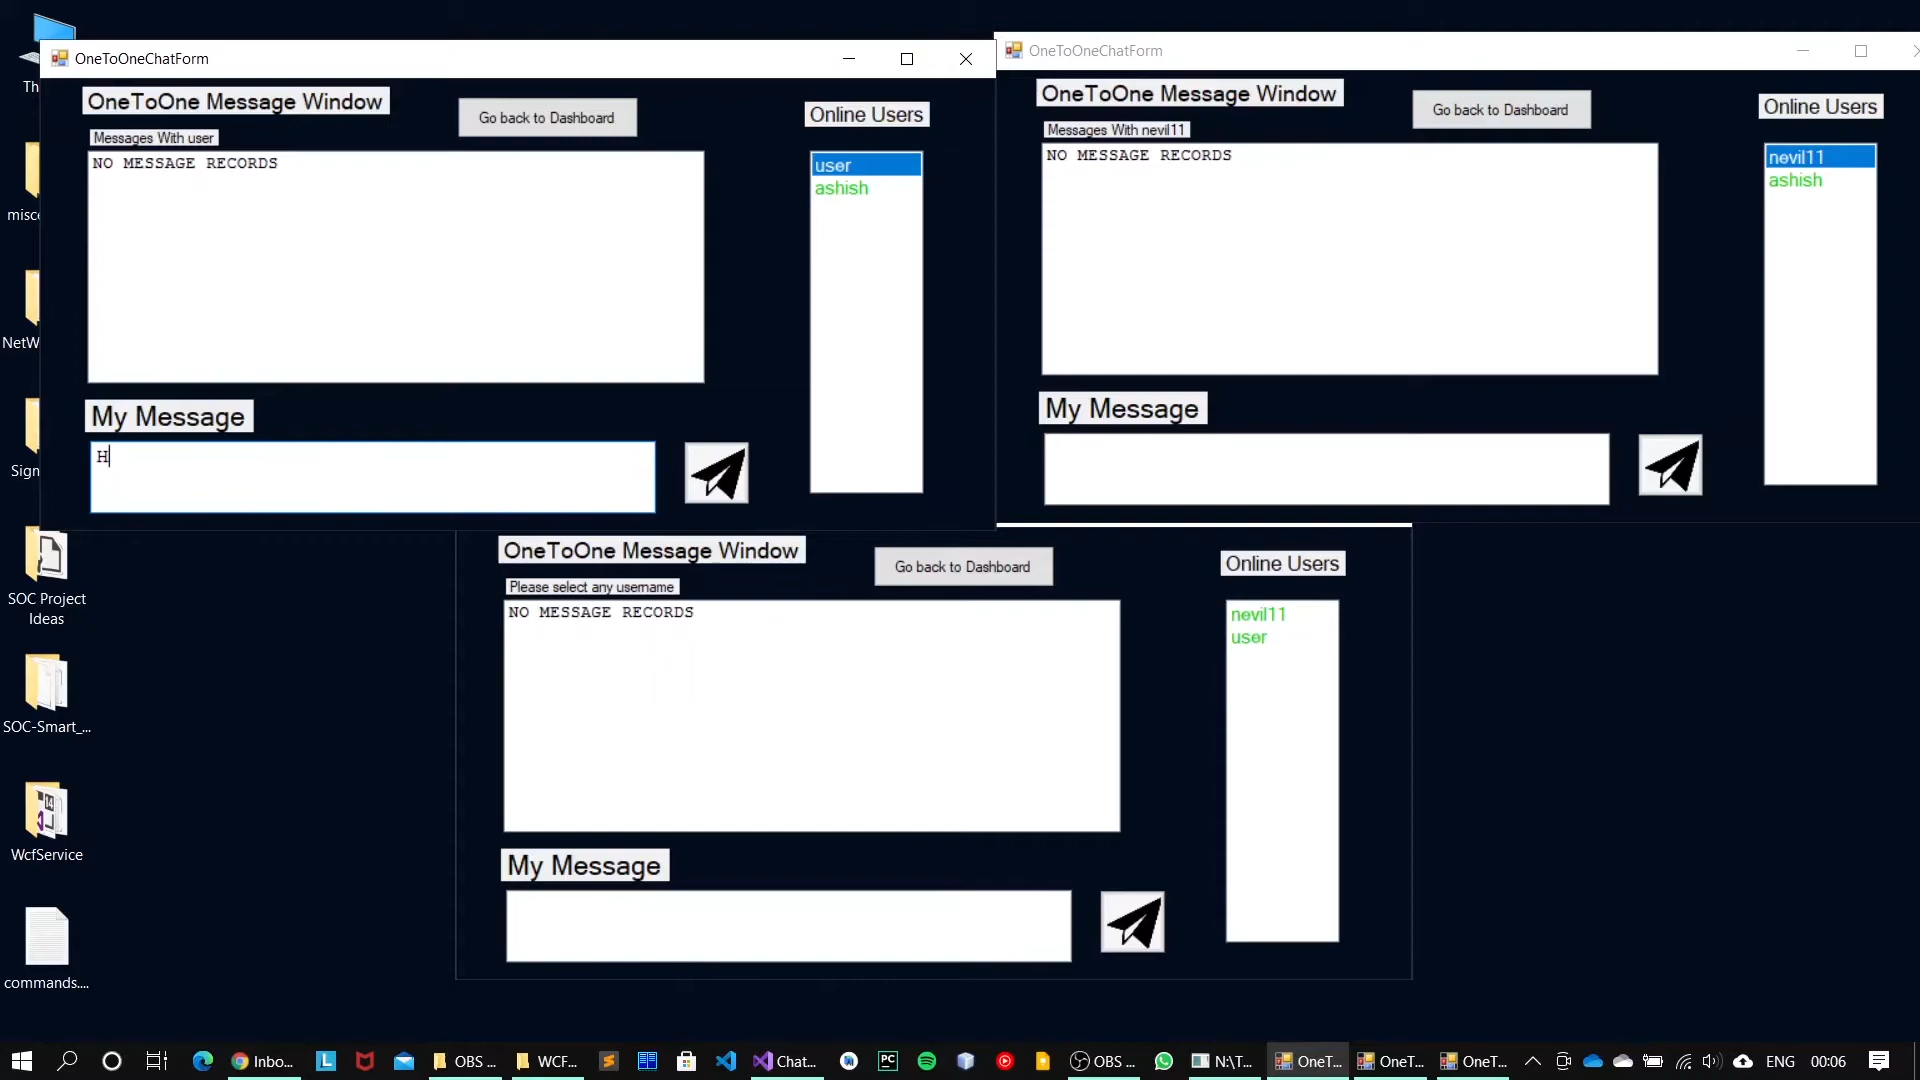 Th
misce
NetW
Sign
SOC Project
Ideas
SOC-Smart_...
WcfService
commands....
OneToOneChatForm
OneToOne Message Window
Go back to Dashboard
Online Users
Messages With user
NO MESSAGE RECORDS
user
ashish
My Message
H
OneToOneChatForm
OneToOne Message Window
Go back to Dashboard
Online Users
Messages With nevil11
NO MESSAGE RECORDS
nevil11
ashish
My Message
OneToOne Message Window
Go back to Dashboard
Online Users
Please select any username
NO MESSAGE RECORDS
nevil11
user
My Message
Inbo...
L
OBS ...
WCF...
Chat...
PC
OBS ...
N:\T...
OneT...
OneT...
OneT...
ENG
00:06